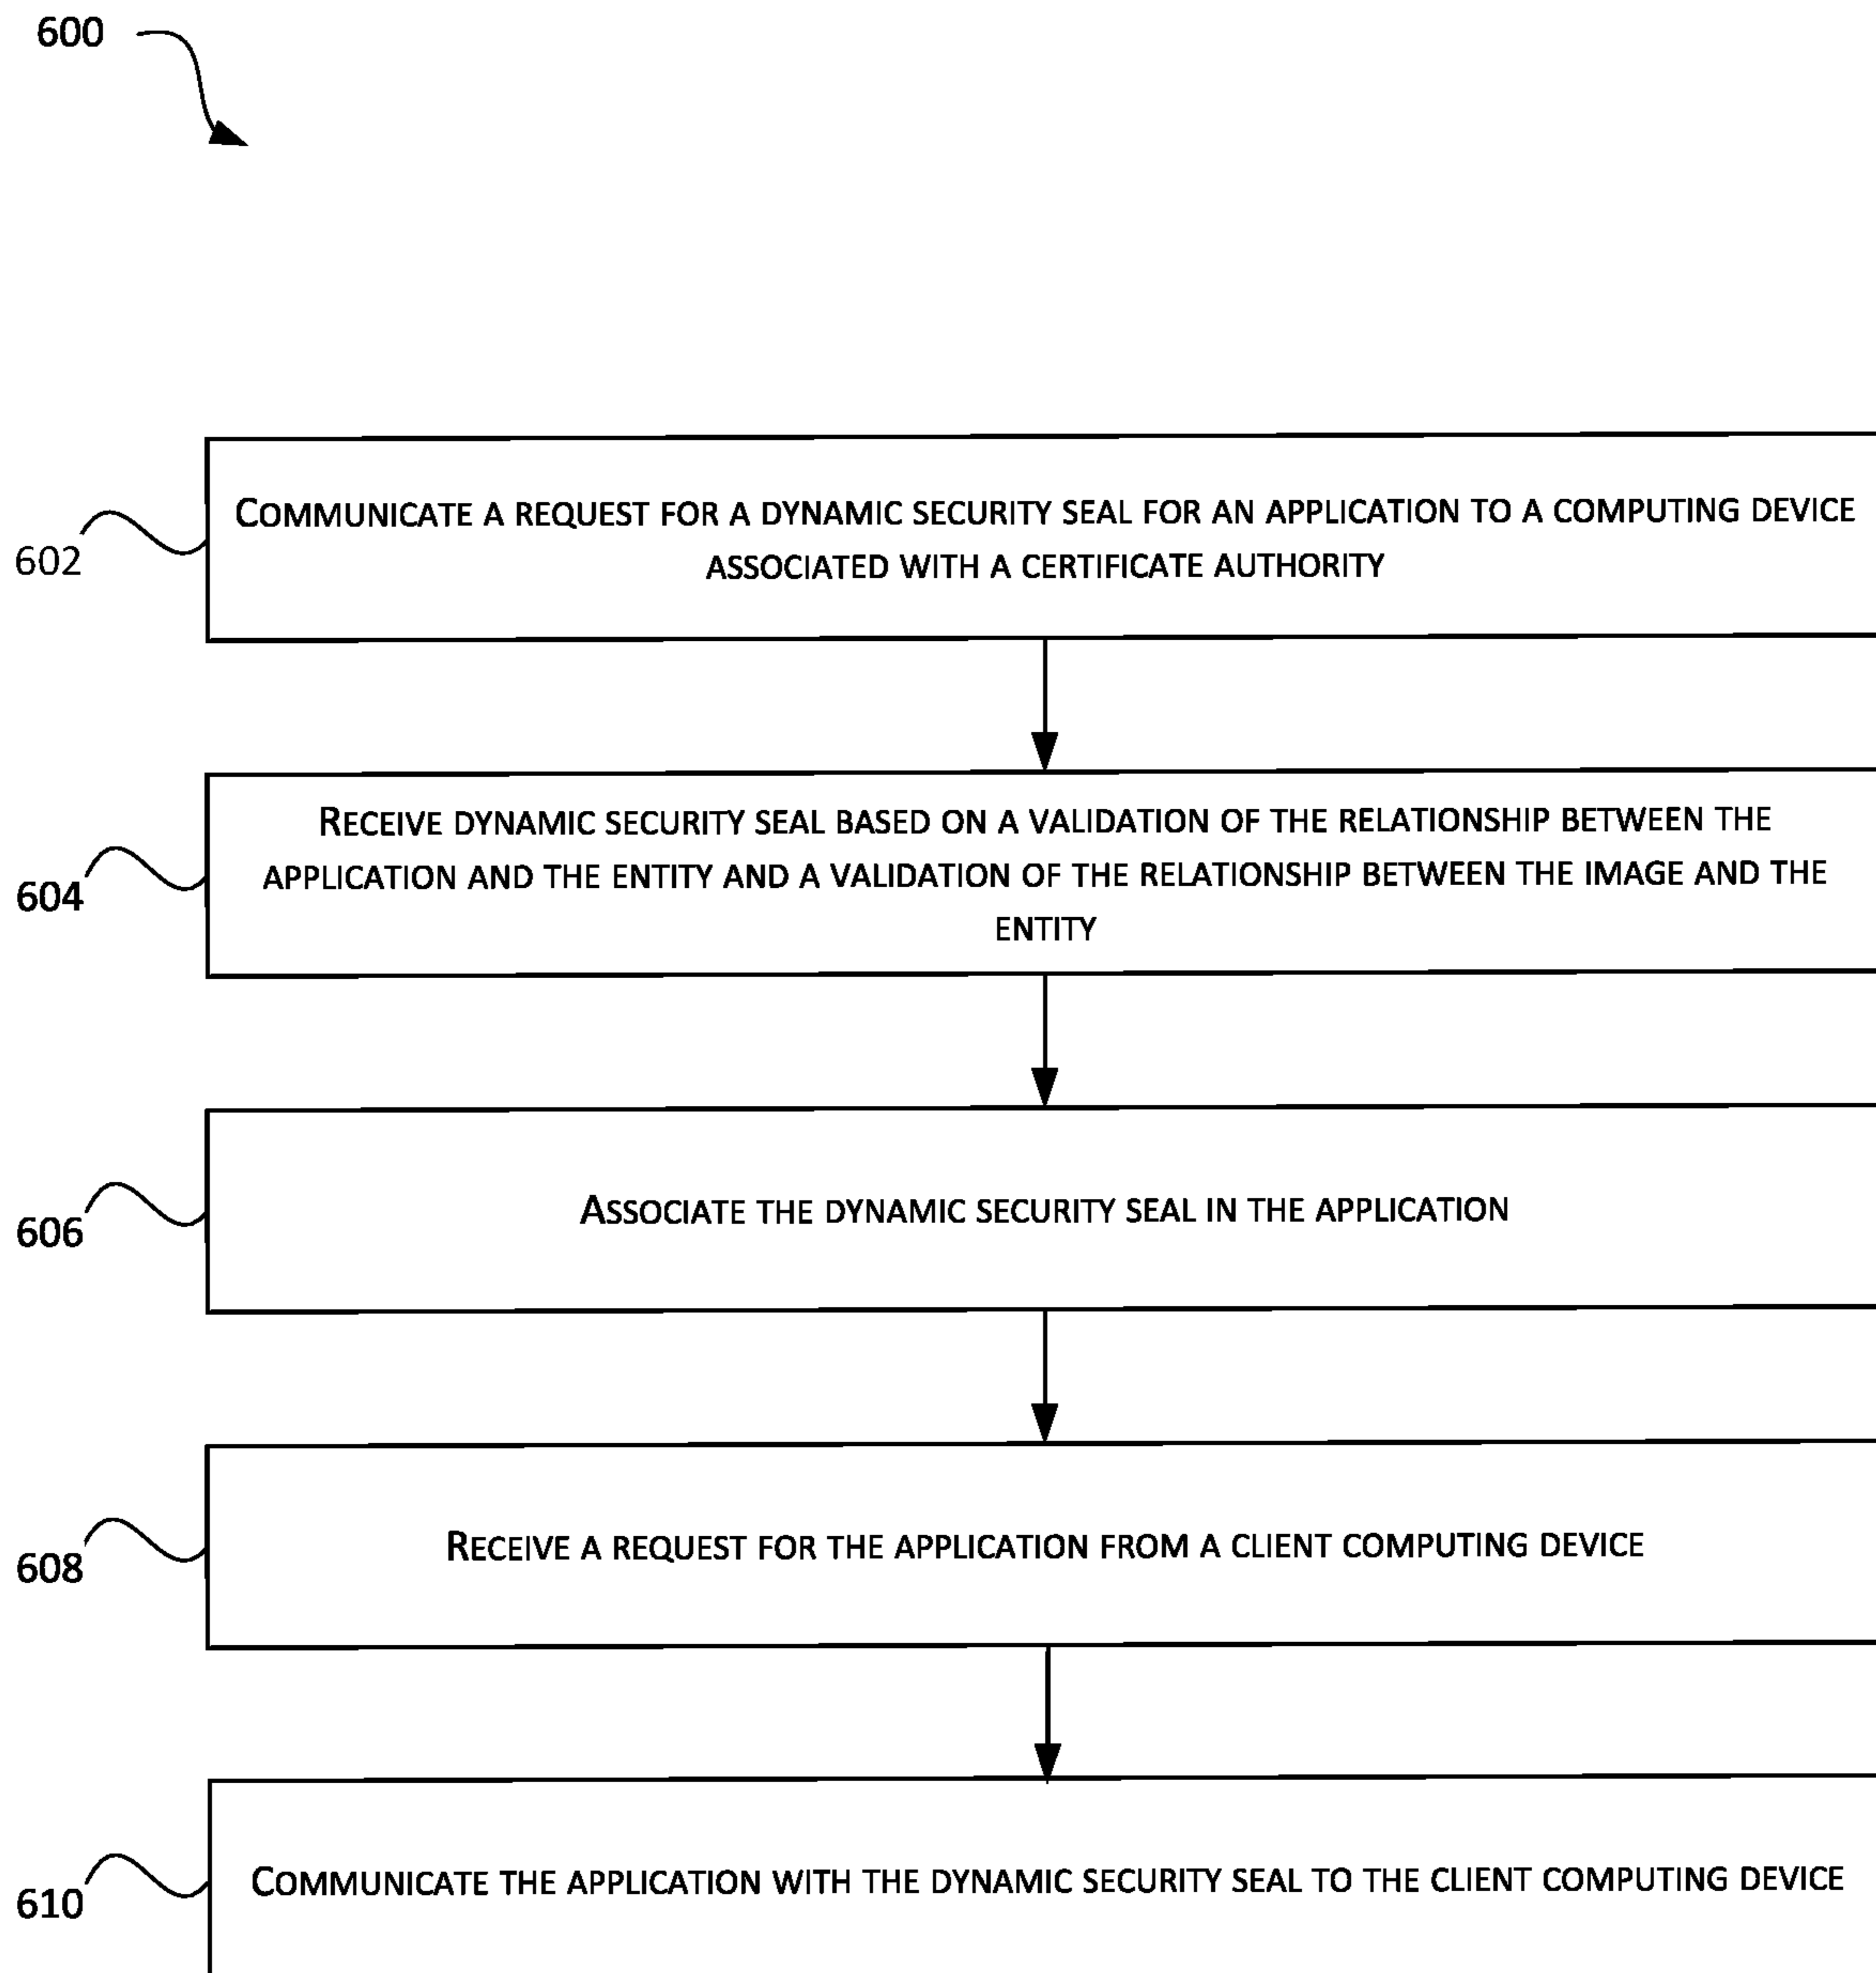 600
COMMUNICATE A REQUEST FOR A DYNAMIC SECURITY SEAL FOR AN APPLICATION TO A COMPUTING DEVICE
ASSOCIATED WITH A CERTIFICATE AUTHORITY
602
RECEIVE DYNAMIC SECURITY SEAL BASED ON A VALIDATION OF THE RELATIONSHIP BETWEEN THE
APPLICATION AND THE ENTITY AND A VALIDATION OF THE RELATIONSHIP BETWEEN THE IMAGE AND THE
ENTITY
604
ASSOCIATE THE DYNAMIC SECURITY SEAL IN THE APPLICATION
606
RECEIVE A REQUEST FOR THE APPLICATION FROM A CLIENT COMPUTING DEVICE
608
COMMUNICATE THE APPLICATION WITH THE DYNAMIC SECURITY SEAL TO THE CLIENT COMPUTING DEVICE
610